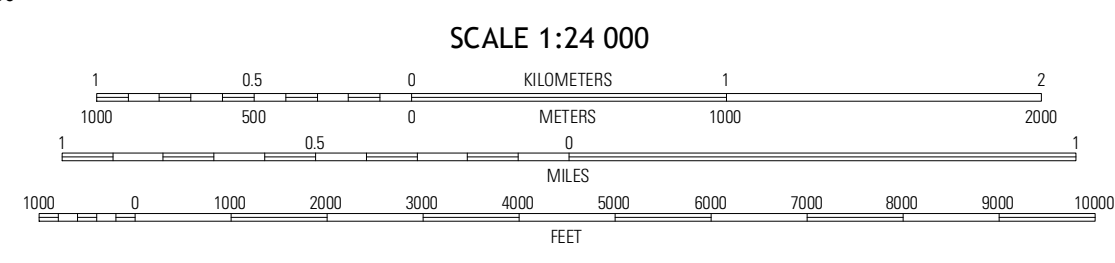 SCALE 1:24 000
1 0.5 0 KILOMETERS 1 2
1000 500 0 METERS 1000 2000
1 0.5 0 1
MILES
1000 0 1000 2000 3000 4000 5000 6000 7000 8000 9000 10000
FEET